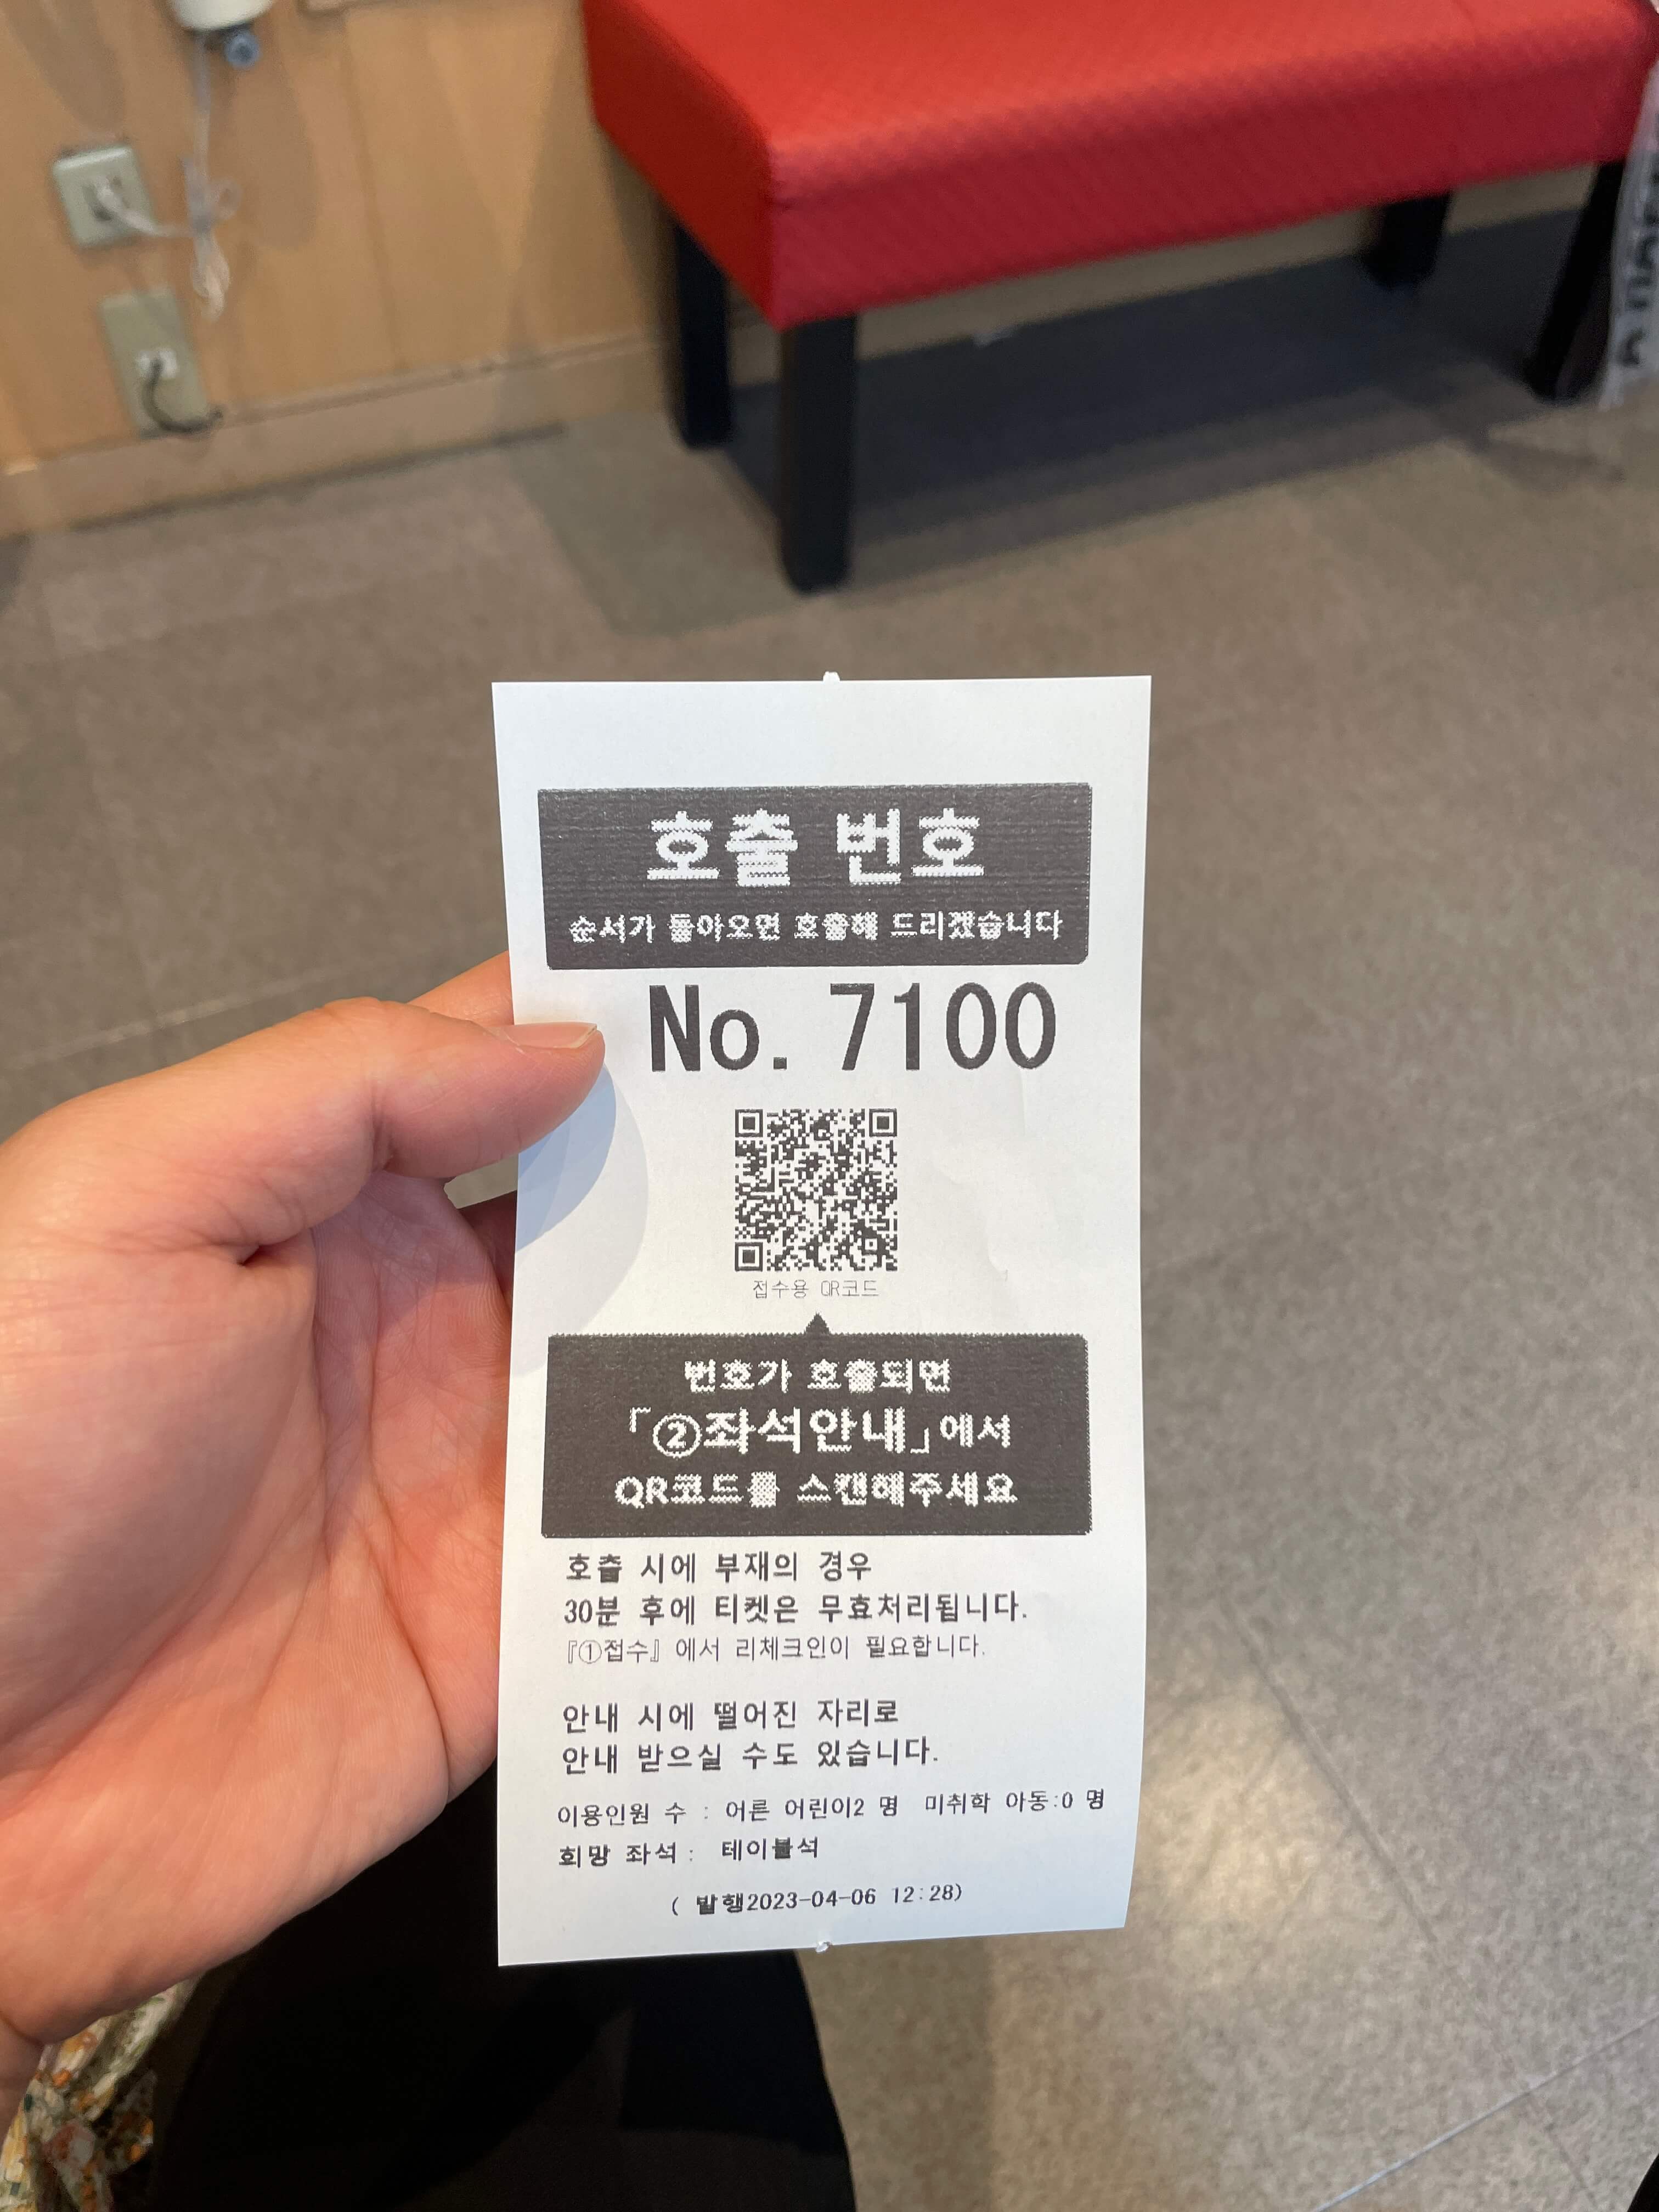 호출 번호
순서가 돌아오면 호출해 드리겠습니다
No. 7100
접수용 QR코드
번호가 호출되면
「②좌석안내」에서
QR코드를 스캔해주세요
호출 시에 부재의 경우
30분 후에 티켓은 무효처리됩니다.
『①접수』에서 리체크인이 필요합니다.
안내 시에 떨어진 자리로
안내 받으실 수도 있습니다.
이용인원 수 : 어른 어린이2 명 미취학 아동:0 명
희망 좌석: 테이블석
( 발행2023-04-06 12:28)